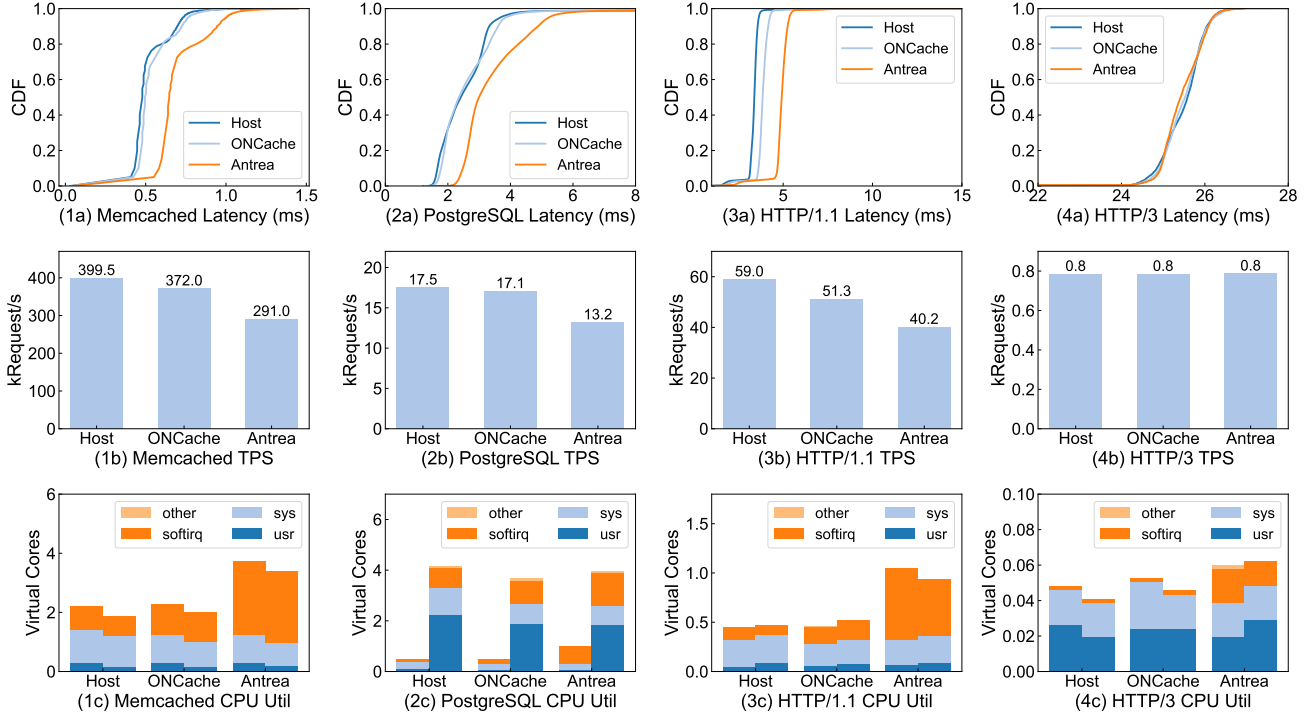 CDF
1.0
0.8
0.6
0.4
0.2
0.0
Host
ONCache
Antrea
0.0
0.5
1.0
1.5
(1a) Memcached Latency (ms)
CDF
1.0
0.8
0.6
0.4
0.2
0.0
Host
ONCache
Antrea
0
2
4
6
8
(2a) PostgreSQL Latency (ms)
CDF
1.0
0.8
0.6
0.4
0.2
0.0
Host
ONCache
Antrea
5
10
15
(3a) HTTP/1.1 Latency (ms)
CDF
1.0
0.8
0.6
0.4
0.2
0.0
Host
ONCache
Antrea
22
24
26
28
(4a) HTTP/3 Latency (ms)
kRequest/s
400
300
200
100
0
399.5
372.0
291.0
Host
ONCache
Antrea
(1b) Memcached TPS
kRequest/s
20
15
10
5
0
17.5
17.1
13.2
Host
ONCache
Antrea
(2b) PostgreSQL TPS
kRequest/s
60
40
20
0
59.0
51.3
40.2
Host
ONCache
Antrea
(3b) HTTP/1.1 TPS
kRequest/s
0.8
0.6
0.4
0.2
0.0
0.8
0.8
0.8
Host
ONCache
Antrea
(4b) HTTP/3 TPS
Virtual Cores
6
4
2
0
other
sys
softirq
usr
Host
ONCache
Antrea
(1c) Memcached CPU Util
Virtual Cores
6
4
2
0
other
sys
softirq
usr
Host
ONCache
Antrea
(2c) PostgreSQL CPU Util
Virtual Cores
1.5
1.0
0.5
0.0
other
sys
softirq
usr
Host
ONCache
Antrea
(3c) HTTP/1.1 CPU Util
Virtual Cores
0.10
0.08
0.06
0.04
0.02
0.00
other
sys
softirq
usr
Host
ONCache
Antrea
(4c) HTTP/3 CPU Util